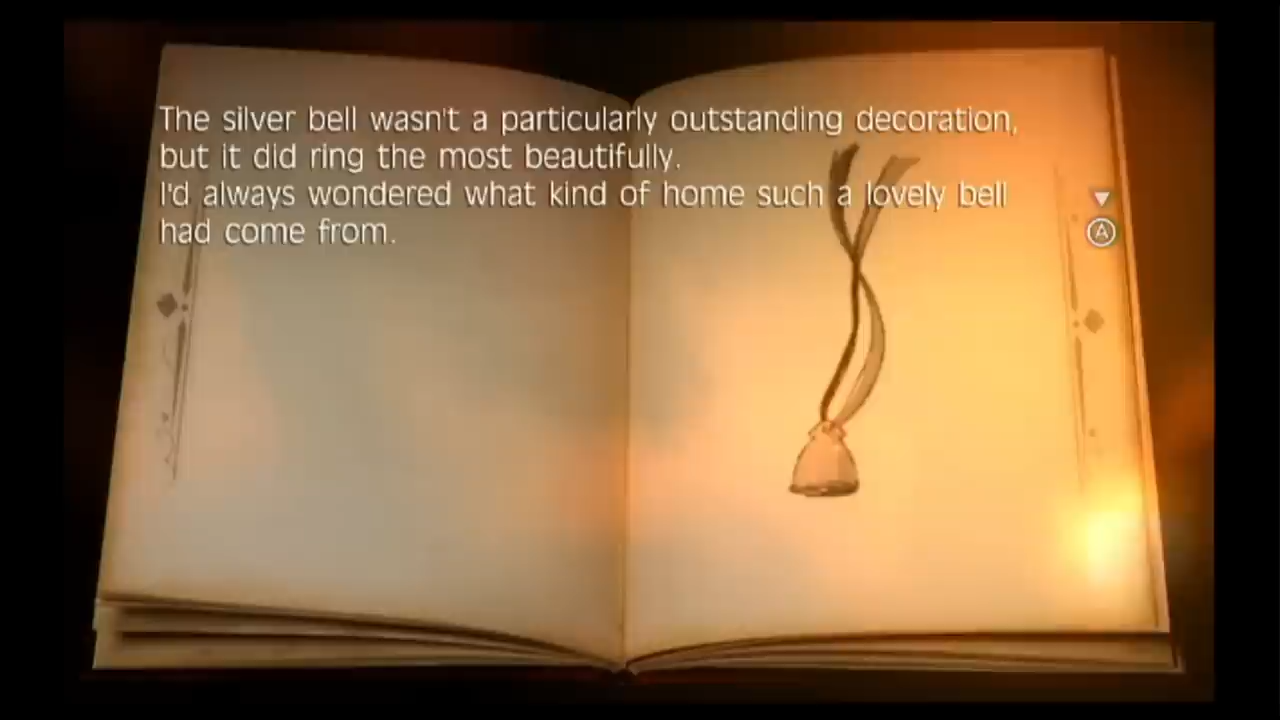 The silver bell wasn't a particularly outstanding decoration,
but it did ring the most beautifully.
I'd always wondered what kind of home such a lovely bell
had come from.
A